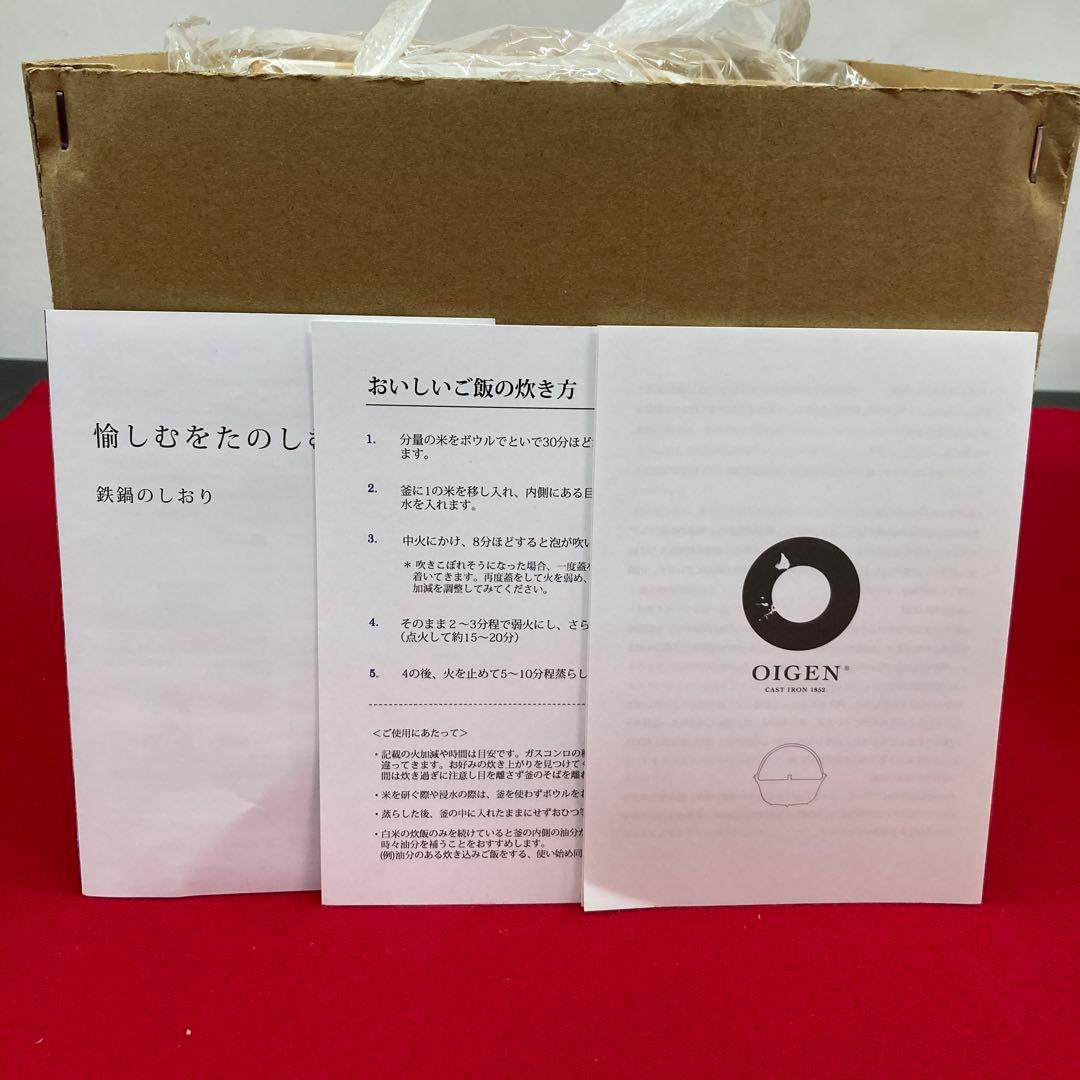 愉しむをたのしむ
鉄鍋のしおり
おいしいご飯の炊き方
1. 分量の米をボウルでといで30分ほど
ます。
2. 釜に1の米を移し入れ、内側にある目
水を入れます。
3. 中火にかけ、8分ほどすると泡が吹い
＊ 吹きこぼれそうになった場合、一度蓋を
着いてきます。再度蓋をして火を弱め、
加減を調整してみてください。
4. そのまま２〜3分程で弱火にし、さら
（点火して約15〜20分）
5. 4の後、火を止めて5〜10分程蒸らし
＜ご使用にあたって＞
・記載の火加減や時間は目安です。ガスコンロの種
違ってきます。お好みの炊き上がりを見つけて
間は炊き過ぎに注意し目を離さず釜のそばを離れ
・米を研ぐ際や浸水の際は、釜を使わずボウルをお
・蒸らした後、釜の中に入れたままにせずおひつ等
・白米の炊飯のみを続けていると釜の内側の油分が
時々油分を補うことをおすすめします。
(例)油分のある炊き込みご飯をする、使い始め同
OIGEN®
CAST IRON 1852